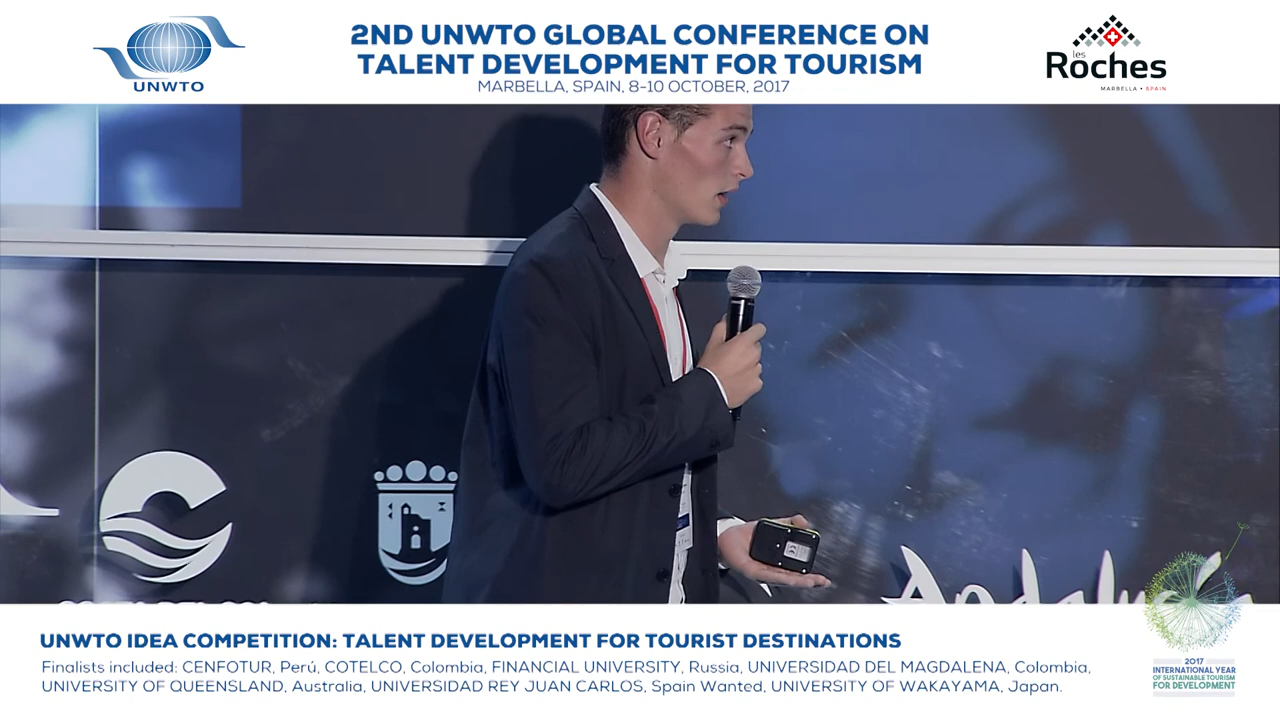 UNWTO
2ND UNWTO GLOBAL CONFERENCE ON
TALENT DEVELOPMENT FOR TOURISM
MARBELLA, SPAIN, 8-10 OCTOBER, 2017
les
Roches
MARBELLA • SPAIN
Andalucía
UNWTO IDEA COMPETITION: TALENT DEVELOPMENT FOR TOURIST DESTINATIONS
Finalists included: CENFOTUR, Perú, COTELCO, Colombia, FINANCIAL UNIVERSITY, Russia, UNIVERSIDAD DEL MAGDALENA, Colombia,
UNIVERSITY OF QUEENSLAND, Australia, UNIVERSIDAD REY JUAN CARLOS, Spain Wanted, UNIVERSITY OF WAKAYAMA, Japan.
2017
INTERNATIONAL YEAR
OF SUSTAINABLE TOURISM
FOR DEVELOPMENT